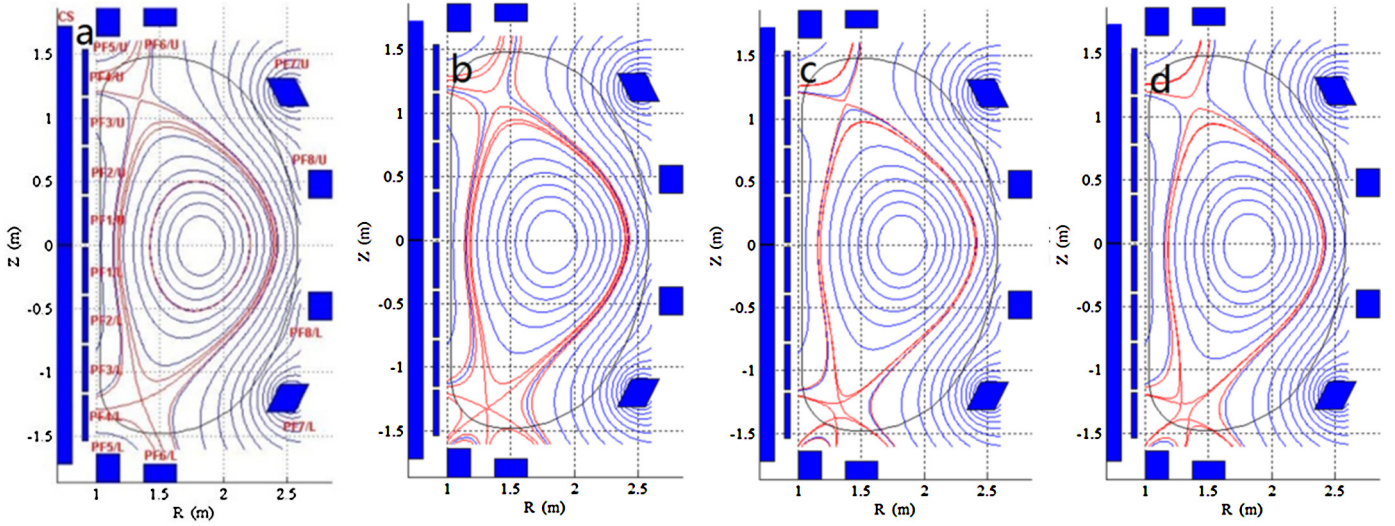 CS
a
PF5/U
PF6/U
PF7/U
PF4/U
PF3/U
PF2/U
PF8/U
PF1/U
PF1/L
PF2/L
PF8/L
PF3/L
PF4/L
PF7/L
PF5/L
PF6/L
1.5
1
0.5
0
-0.5
-1
-1.5
Z (m)
1 1.5 2 2.5
R (m)
b
1.5
1
0.5
0
-0.5
-1
-1.5
Z (m)
1 1.5 2 2.5
R (m)
c
1.5
1
0.5
0
-0.5
-1
-1.5
Z (m)
1 1.5 2 2.5
R (m)
d
1.5
1
0.5
0
-0.5
-1
-1.5
Z (m)
1 1.5 2 2.5
R (m)